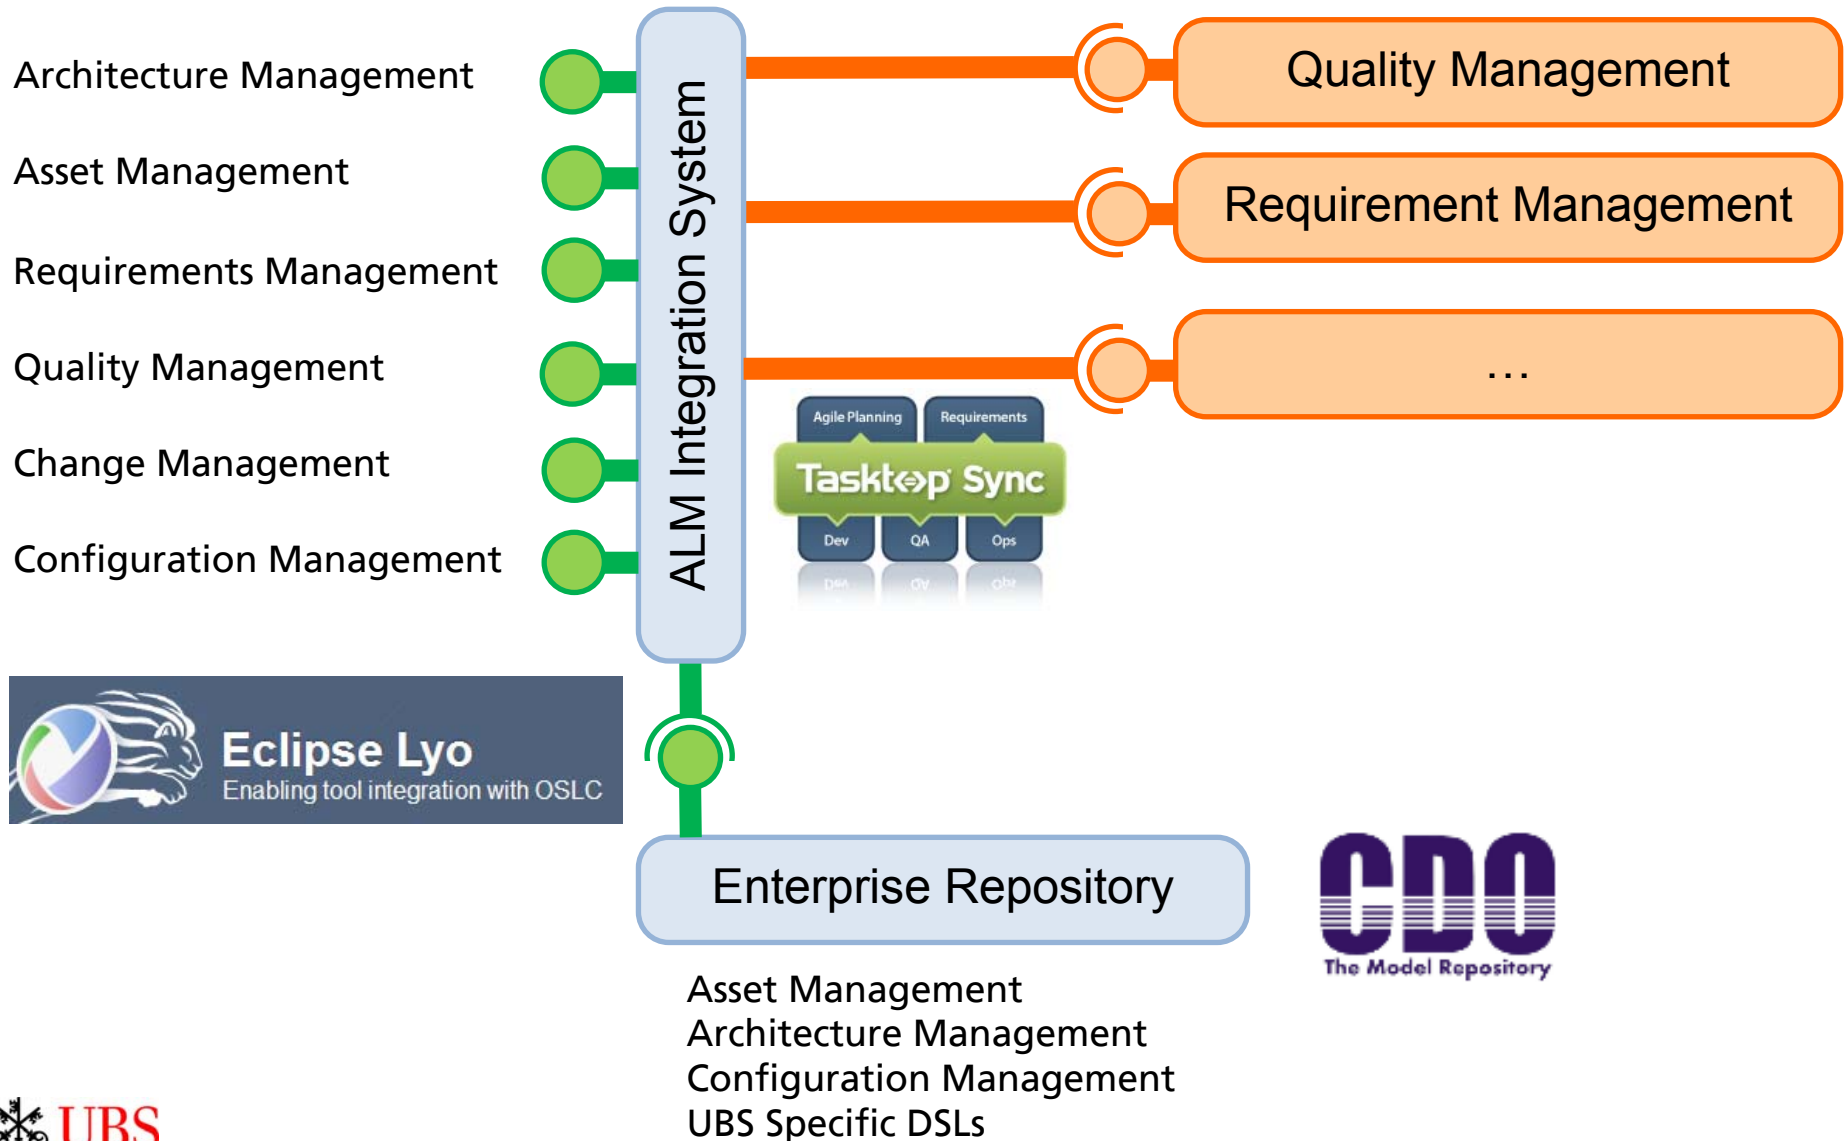 Architecture Management
Asset Management
Requirements Management
Quality Management
Change Management
Configuration Management
ALM Integration System
Quality Management
Requirement Management
...
Agile Planning
Requirements
Tasktop Sync
Dev
QA
Ops
Eclipse Lyo
Enabling tool integration with OSLC
Enterprise Repository
CDO
The Model Repository
Asset Management
Architecture Management
Configuration Management
UBS Specific DSLs
UBS